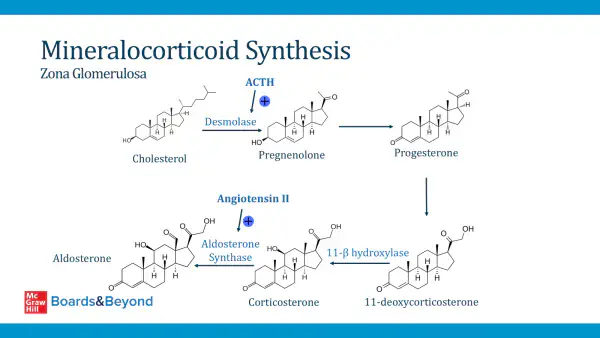 Mineralocorticoid Synthesis
Zona Glomerulosa
ACTH
+
Desmolase
Cholesterol
Pregnenolone
Progesterone
Angiotensin II
+
Aldosterone
Synthase
11-β hydroxylase
Aldosterone
Corticosterone
11-deoxycorticosterone
HO
H
H
H
HO
O
H
H
H
O
O
H
H
H
H
O
HO
O
O
OH
H
H
H
O
HO
O
OH
H
H
H
O
O
OH
H
H
H
Mc
Graw
Hill
Boards&Beyond